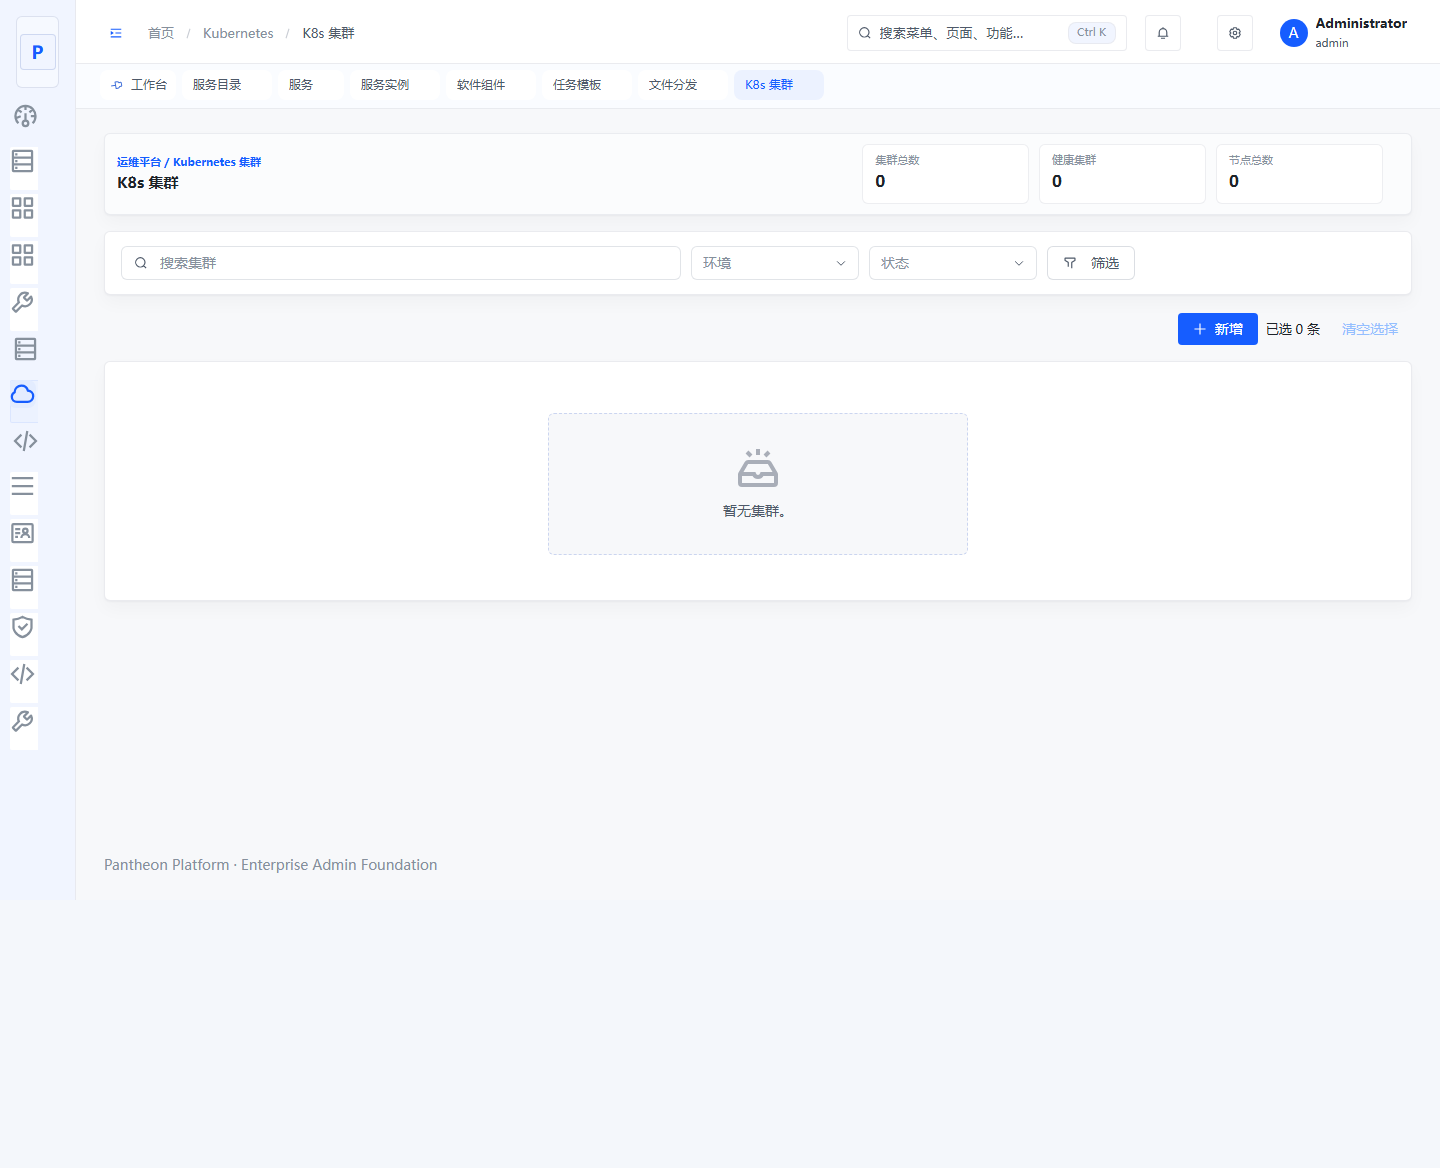 P
首页 / Kubernetes / K8s 集群
搜索菜单、页面、功能... Ctrl K
A
Administrator
admin
工作台 服务目录 服务 服务实例 软件组件 任务模板 文件分发 K8s 集群
运维平台 / Kubernetes 集群
K8s 集群
集群总数
0
健康集群
0
节点总数
0
搜索集群 环境 状态 筛选
新增 已选 0 条 清空选择
暂无集群。
Pantheon Platform · Enterprise Admin Foundation